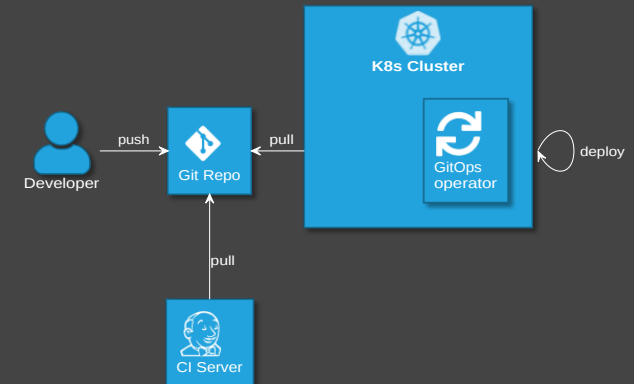 K8s Cluster
push
pull
deploy
Developer
Git Repo
GitOps
operator
pull
CI Server